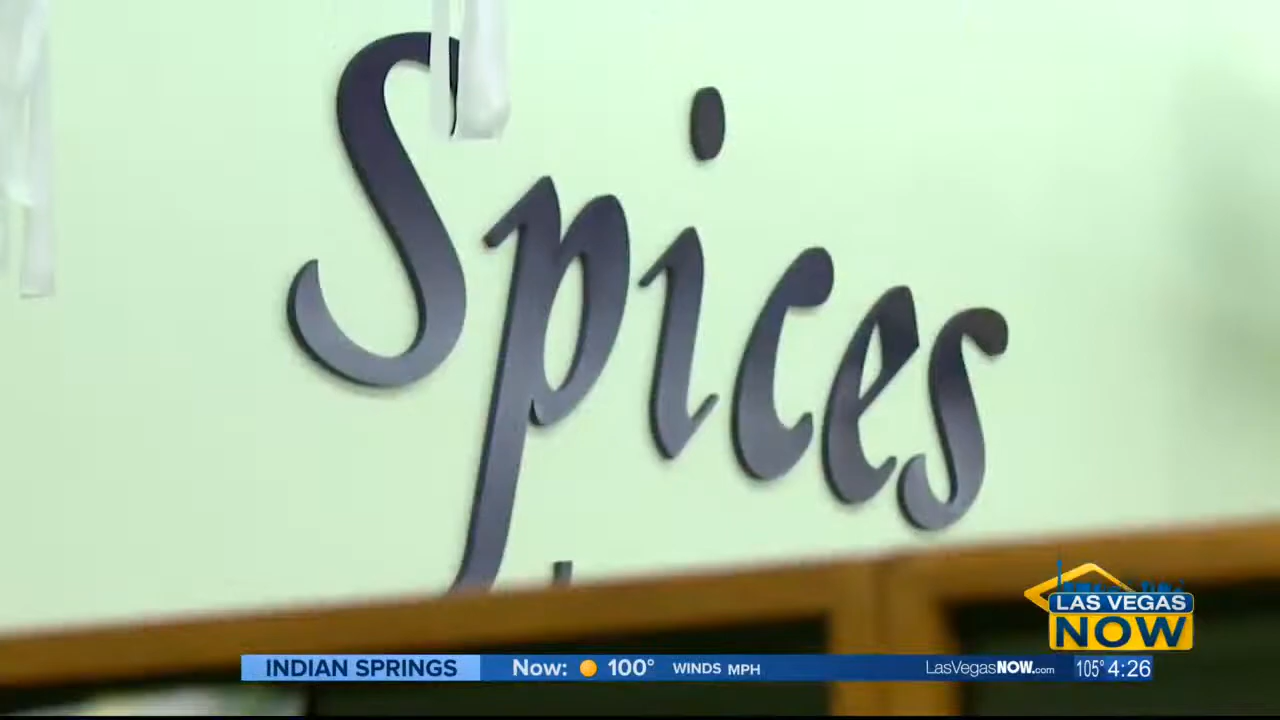 Spices
LAS VEGAS
NOW
INDIAN SPRINGS Now: 100° WINDS MPH LasVegasNOW.com 105° 4:26